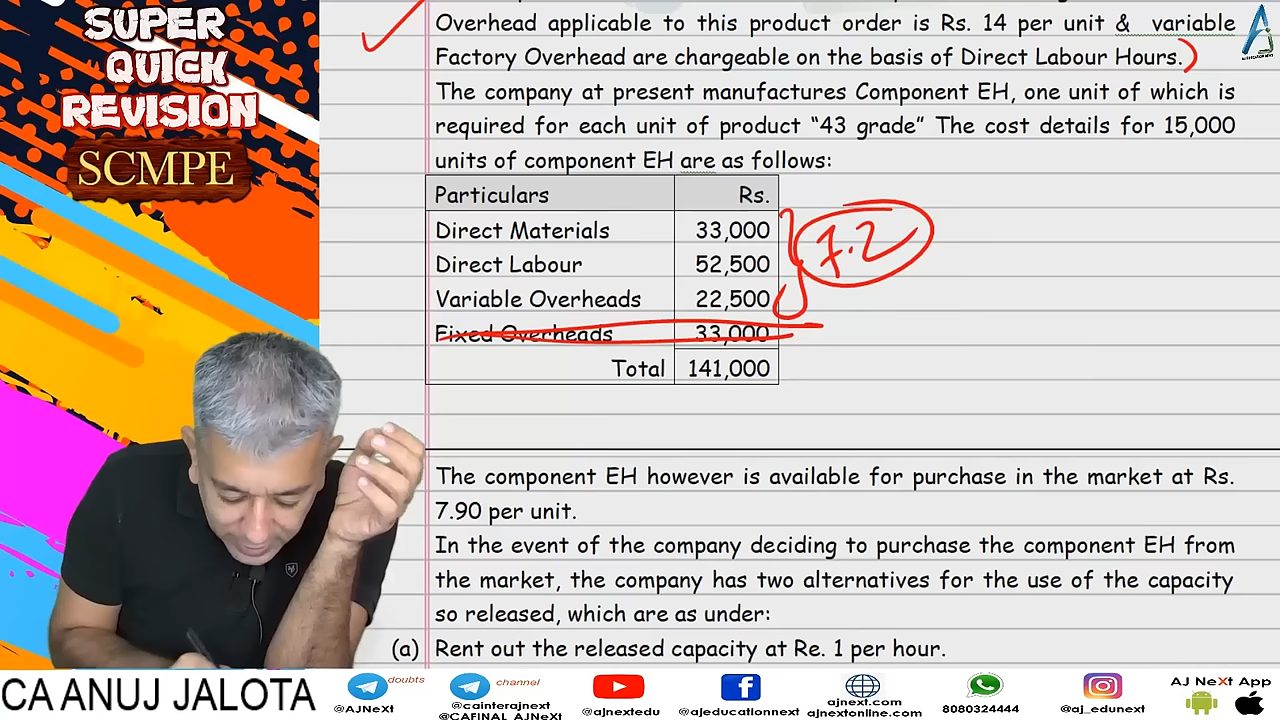 SUPER
QUICK
REVISION
SCMPE
Overhead applicable to this product order is Rs. 14 per unit & variable
Factory Overhead are chargeable on the basis of Direct Labour Hours.)
The company at present manufactures Component EH, one unit of which is
required for each unit of product “43 grade” The cost details for 15,000
units of component EH are as follows:
Particulars Rs.
Direct Materials 33,000
Direct Labour 52,500
Variable Overheads 22,500
Fixed Overheads 33,000
Total 141,000
7.2
The component EH however is available for purchase in the market at Rs.
7.90 per unit.
In the event of the company deciding to purchase the component EH from
the market, the company has two alternatives for the use of the capacity
so released, which are as under:
(a) Rent out the released capacity at Re. 1 per hour.
CA ANUJ JALOTA
doubts
@AJNeXt
channel
@cainterajnext
@CAFINAL_AJNeXt
@ajnextedu
@ajeducationnext
ajnext.com
ajnextonline.com
8080324444
@aj_edunext
AJ NeXt App